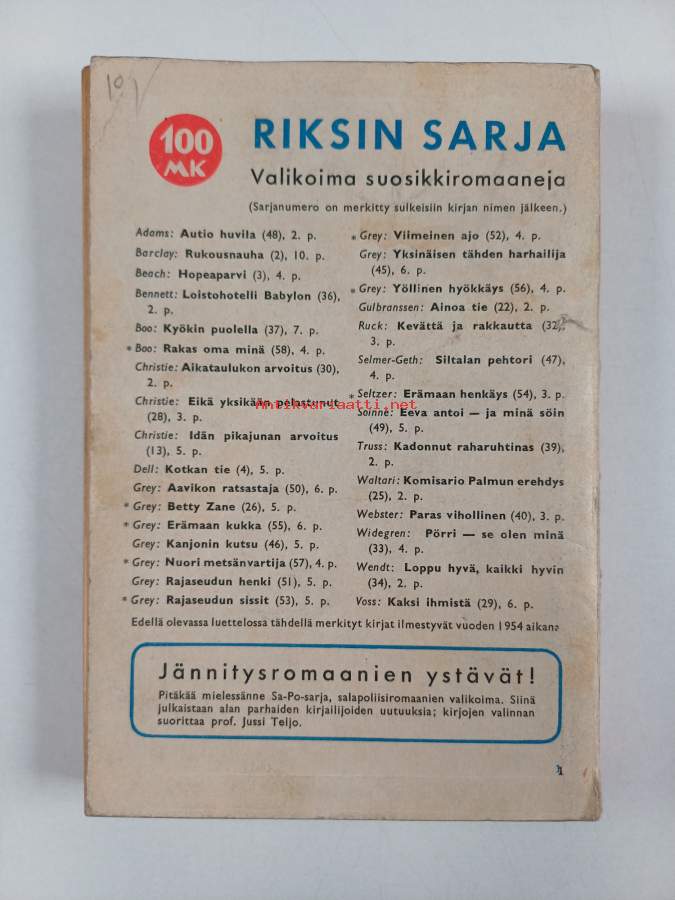 10
100
MK
RIKSIN SARJA
Valikoima suosikkiromaaneja
(Sarjanumero on merkitty sulkeisiin kirjan nimen jälkeen.)
Adams: Autio huvila (48), 2. p.
Barclay: Rukousnauha (2), 10. p.
Beach: Hopeaparvi (3), 4. p.
Bennett: Loistohotelli Babylon (36),
2. p.
Boo: Kyökin puolella (37), 7. p.
* Boo: Rakas oma minä (58), 4. p.
Christie: Aikataulukon arvoitus (30),
2. p.
Christie: Eikä yksikään pelastunut
(28), 3. p.
Christie: Idän pikajunan arvoitus
(13), 5. p.
Dell: Kotkan tie (4), 5. p.
Grey: Aavikon ratsastaja (50), 6. p.
* Grey: Betty Zane (26), 5. p.
* Grey: Erämaan kukka (55), 6. p.
Grey: Kanjonin kutsu (46), 5. p.
* Grey: Nuori metsänvartija (57), 4. p.
Grey: Rajaseudun henki (51), 5. p.
* Grey: Rajaseudun sissit (53), 5. p.
* Grey: Viimeinen ajo (52), 4. p.
Grey: Yksinäisen tähden harhailija
(45), 6. p.
* Grey: Yöllinen hyökkäys (56), 4. p.
Gulbranssen: Ainoa tie (22), 2. p.
Ruck: Kevättä ja rakkautta (32),
3. p.
Selmer-Geth: Siltalan pehtori (47),
4. p.
* Seltzer: Erämaan henkäys (54), 3. p.
Soinne: Eeva antoi — ja minä söin
(49), 5. p.
Truss: Kadonnut raharuhtinas (39),
2. p.
Waltari: Komisario Palmun erehdys
(25), 2. p.
Webster: Paras vihollinen (40), 3. p.
Widegren: Pörri — se olen minä
(33), 4. p.
Wendt: Loppu hyvä, kaikki hyvin
(34), 2. p.
Voss: Kaksi ihmistä (29), 6. p.
Antikvariaatti.net
Edellä olevassa luettelossa tähdellä merkityt kirjat ilmestyvät vuoden 1954 aikana
Jännitysromaanien ystävät!
Pitäkää mielessänne Sa-Po-sarja, salapoliisiromaanien valikoima. Siinä
julkaistaan alan parhaiden kirjailijoiden uutuuksia; kirjojen valinnan
suorittaa prof. Jussi Teljo.